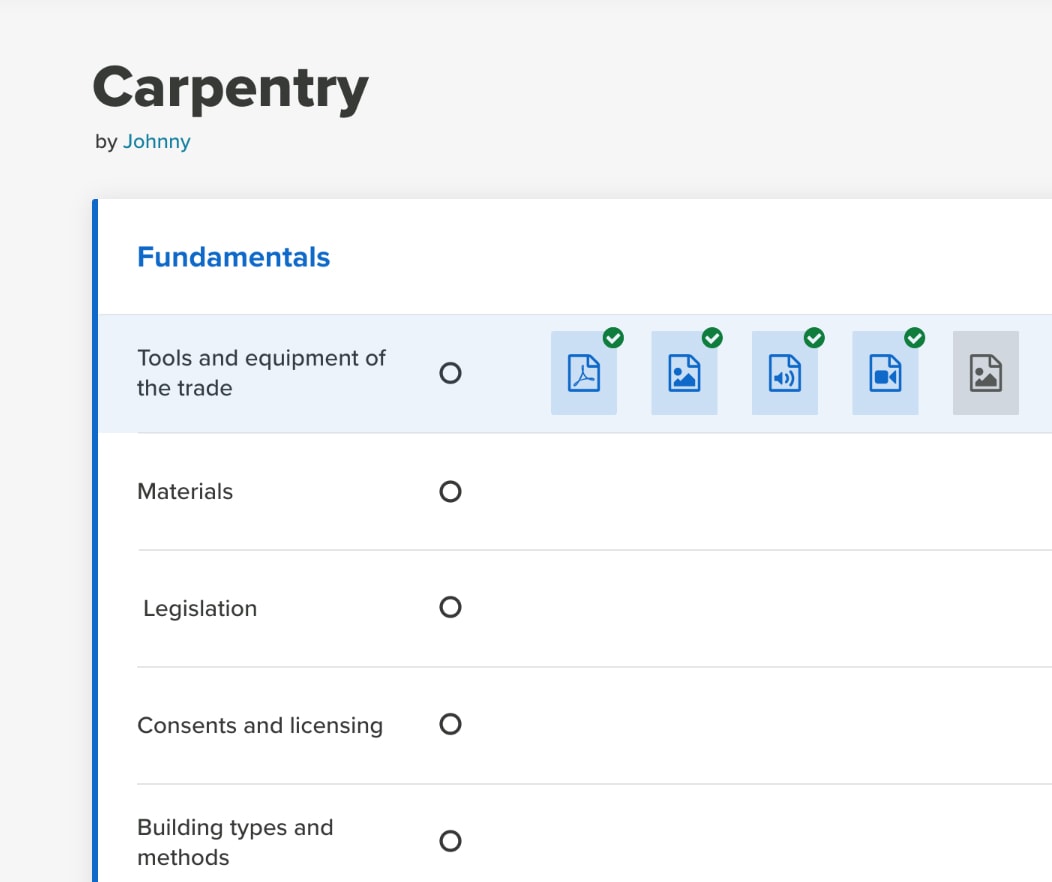 Carpentry
by Johnny
Fundamentals
Tools and equipment of
the trade
Materials
Legislation
Consents and licensing
Building types and
methods